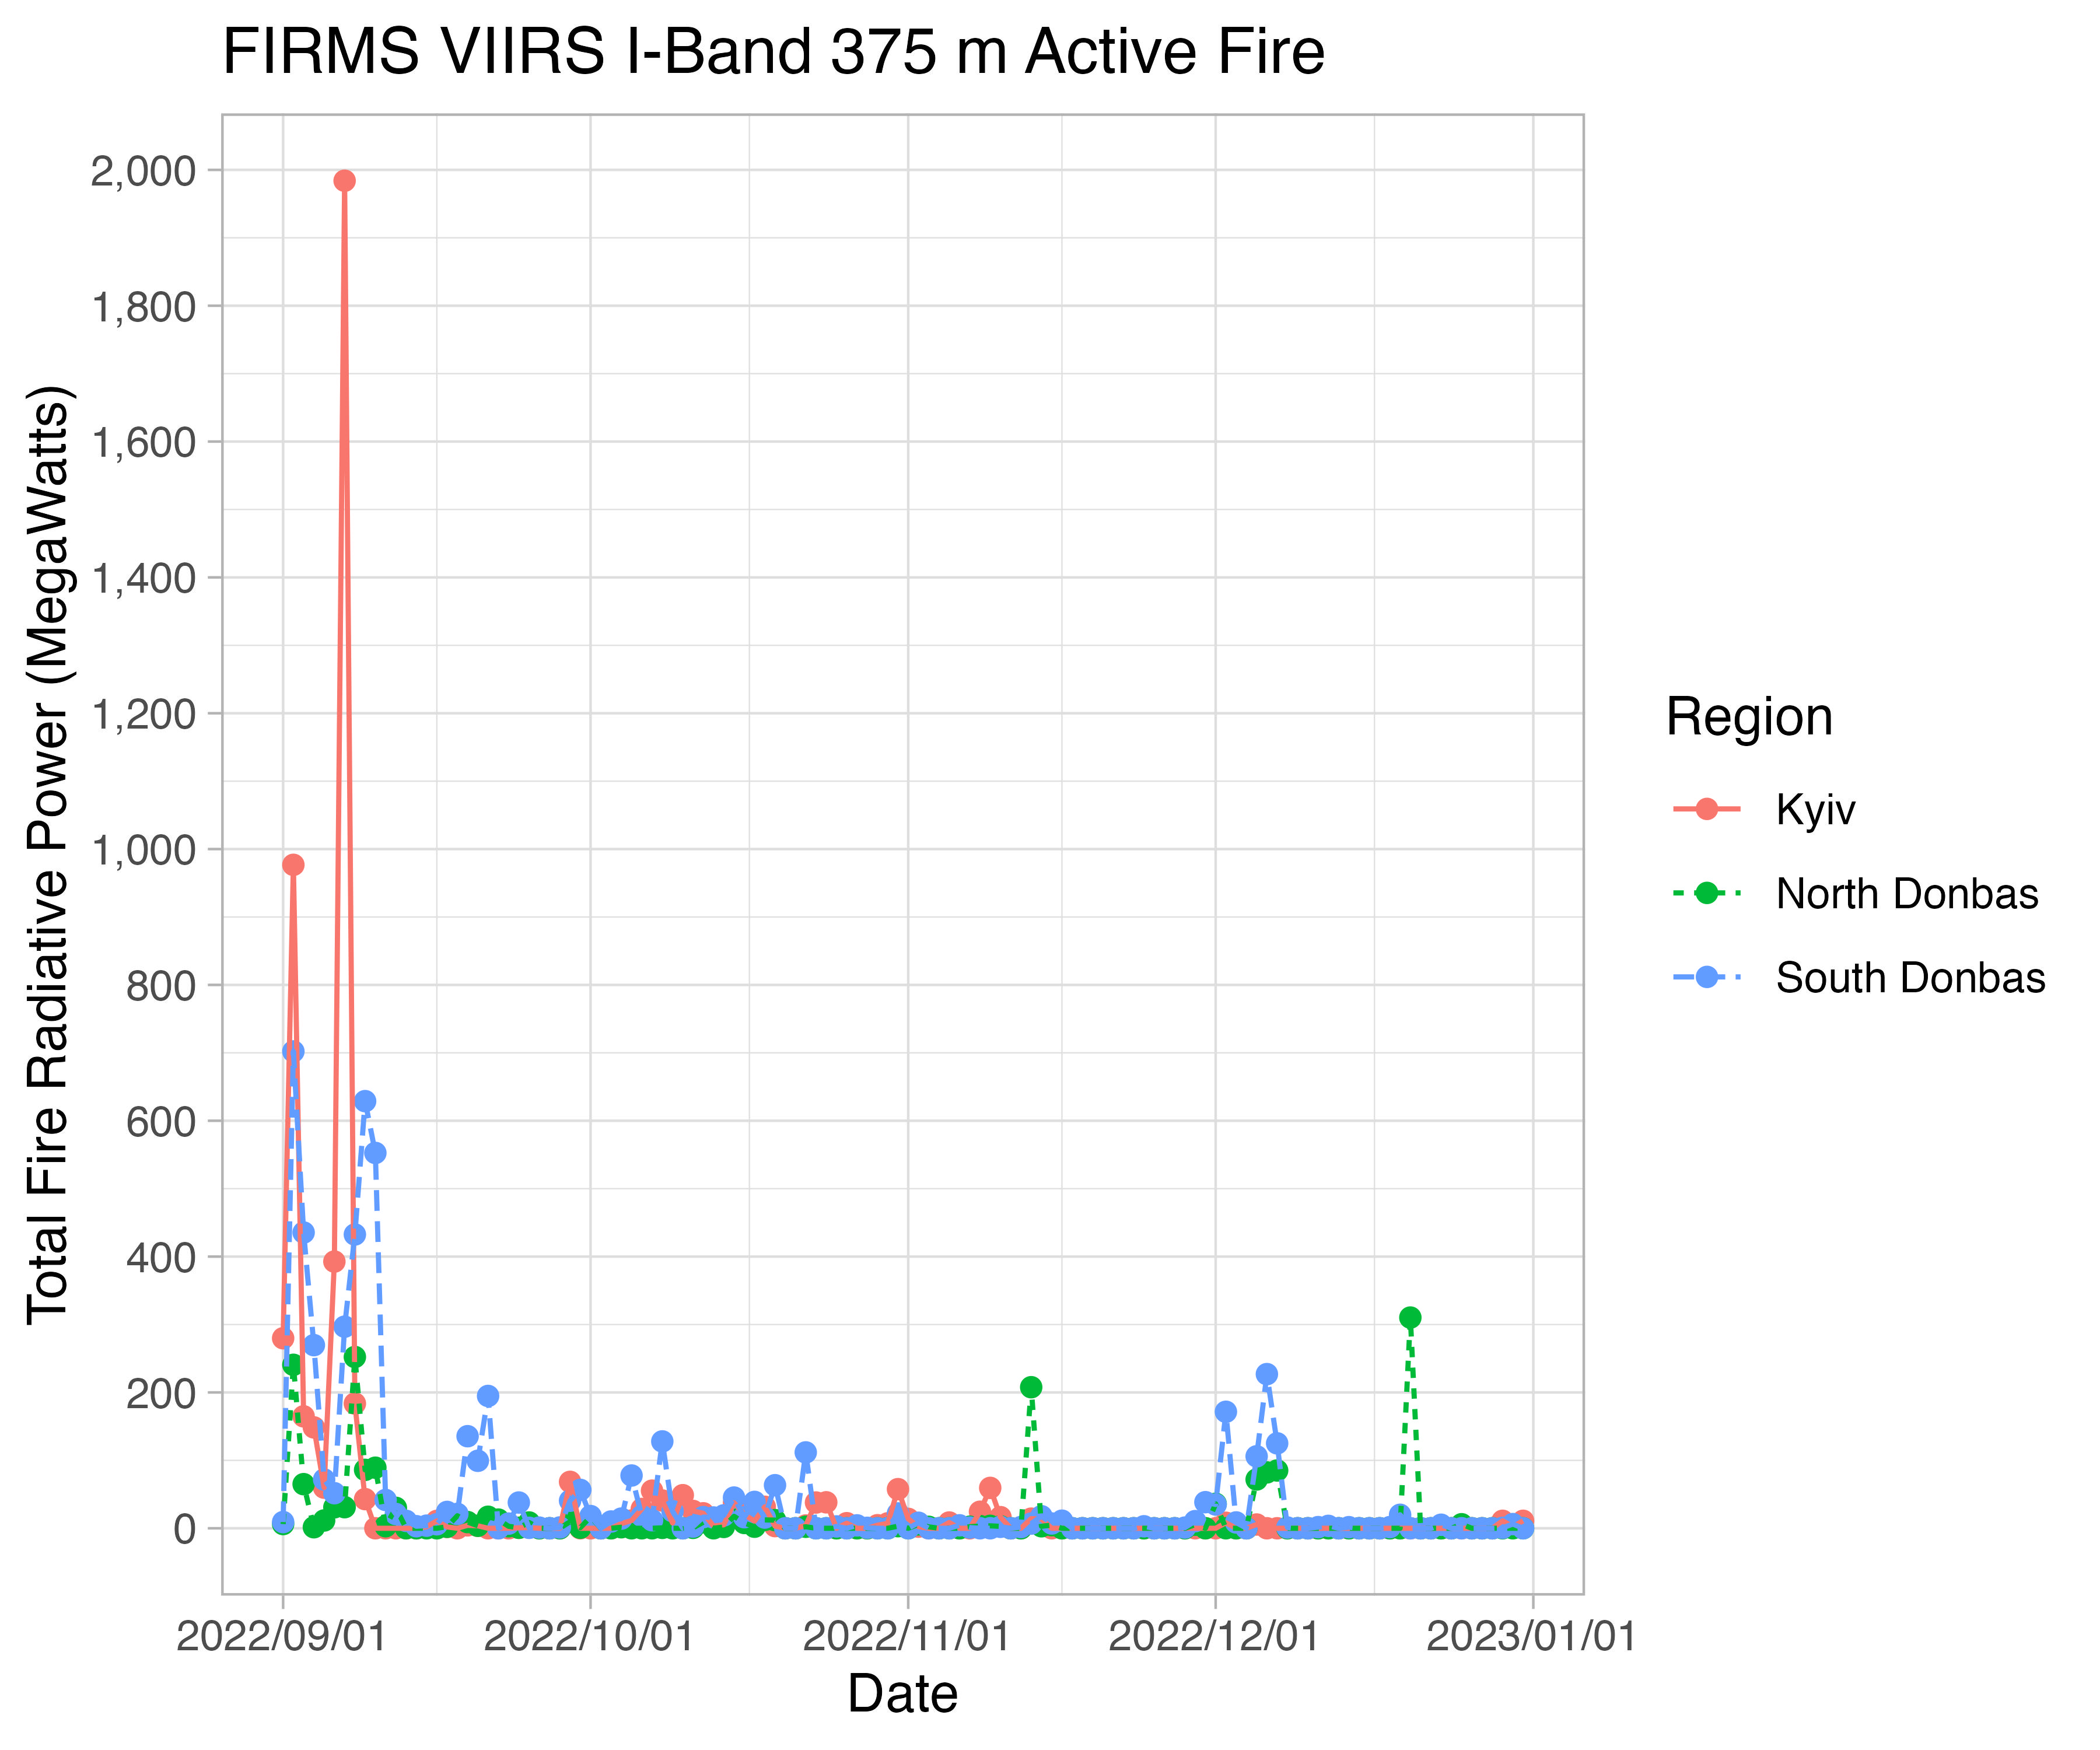 FIRMS VIIRS I-Band 375 m Active Fire
Total Fire Radiative Power (MegaWatts)
2,000
1,800
1,600
1,400
1,200
1,000
800
600
400
200
0
2022/09/01
2022/10/01
2022/11/01
2022/12/01
2023/01/01
Date
Region
Kyiv
North Donbas
South Donbas